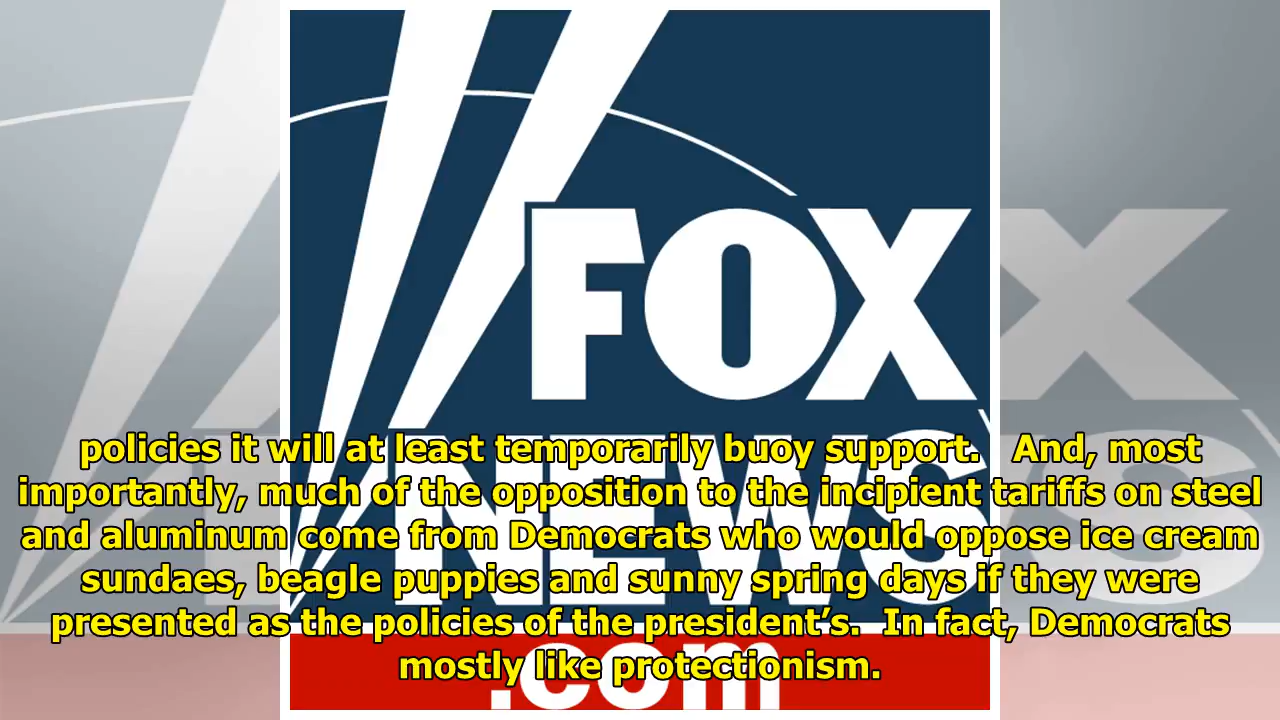 FOX
NEWS
.com
policies it will at least temporarily buoy support.   And, most
importantly, much of the opposition to the incipient tariffs on steel
and aluminum come from Democrats who would oppose ice cream
sundaes, beagle puppies and sunny spring days if they were
presented as the policies of the president’s.  In fact, Democrats
mostly like protectionism.